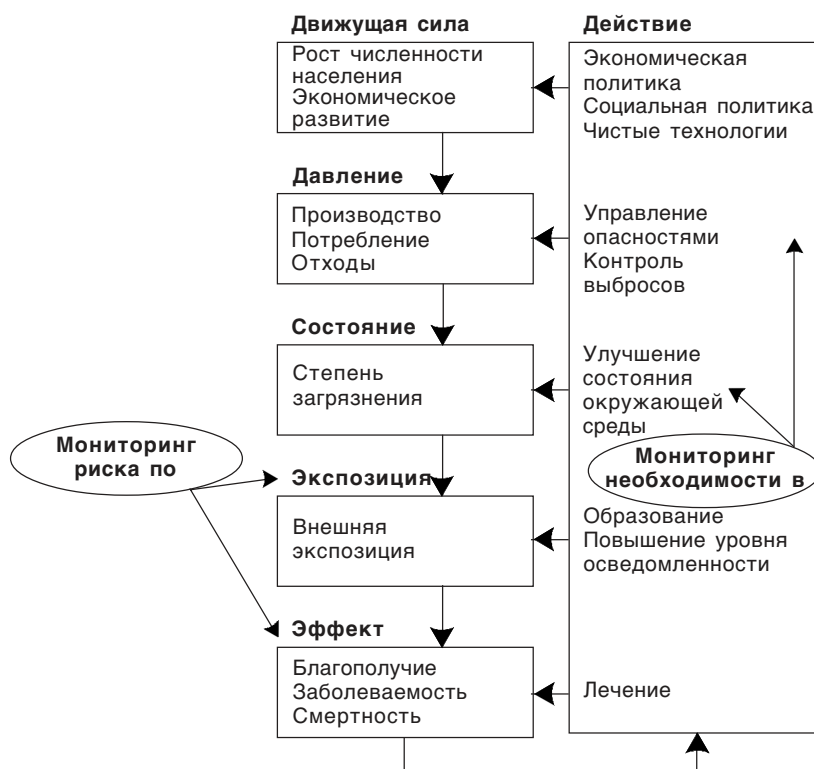 Движущая сила
Действие
Рост численности
населения
Экономическое
развитие
Экономическая
политика
Социальная политика
Чистые технологии
Давление
Производство
Потребление
Отходы
Управление
опасностями
Контроль
выбросов
Состояние
Степень
загрязнения
Улучшение
состояния
окружающей
среды
Мониторинг
риска по
Мониторинг
необходимости в
Экспозиция
Внешняя
экспозиция
Образование
Повышение уровня
осведомленности
Эффект
Благополучие
Заболеваемость
Смертность
Лечение